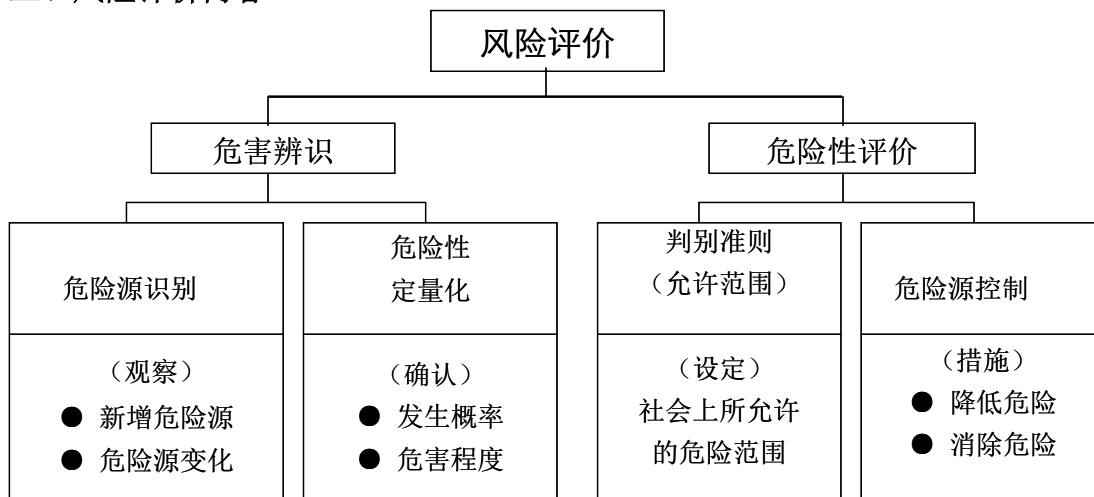 风险评价
危害辨识
危险性评价
危险源识别
（观察）
● 新增危险源
● 危险源变化
危险性
定量化
（确认）
● 发生概率
● 危害程度
判别准则
（允许范围）
（设定）
社会上所允许
的危险范围
危险源控制
（措施）
● 降低危险
● 消除危险